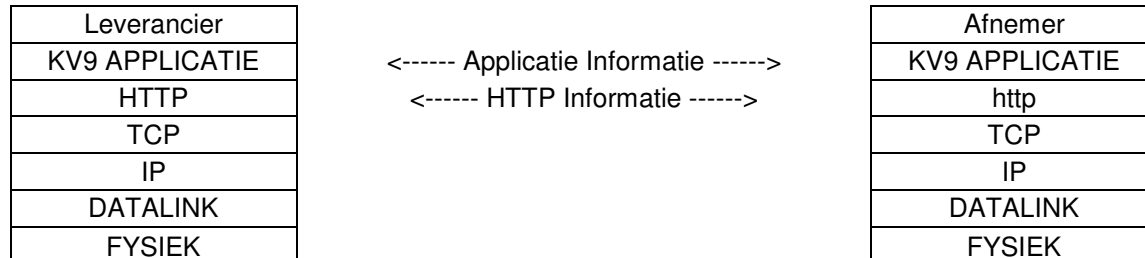 Leverancier Afnemer
KV9 APPLICATIE <------ Applicatie Informatie ------> KV9 APPLICATIE
HTTP <------ HTTP Informatie ------> http
TCP TCP
IP IP
DATALINK DATALINK
FYSIEK FYSIEK